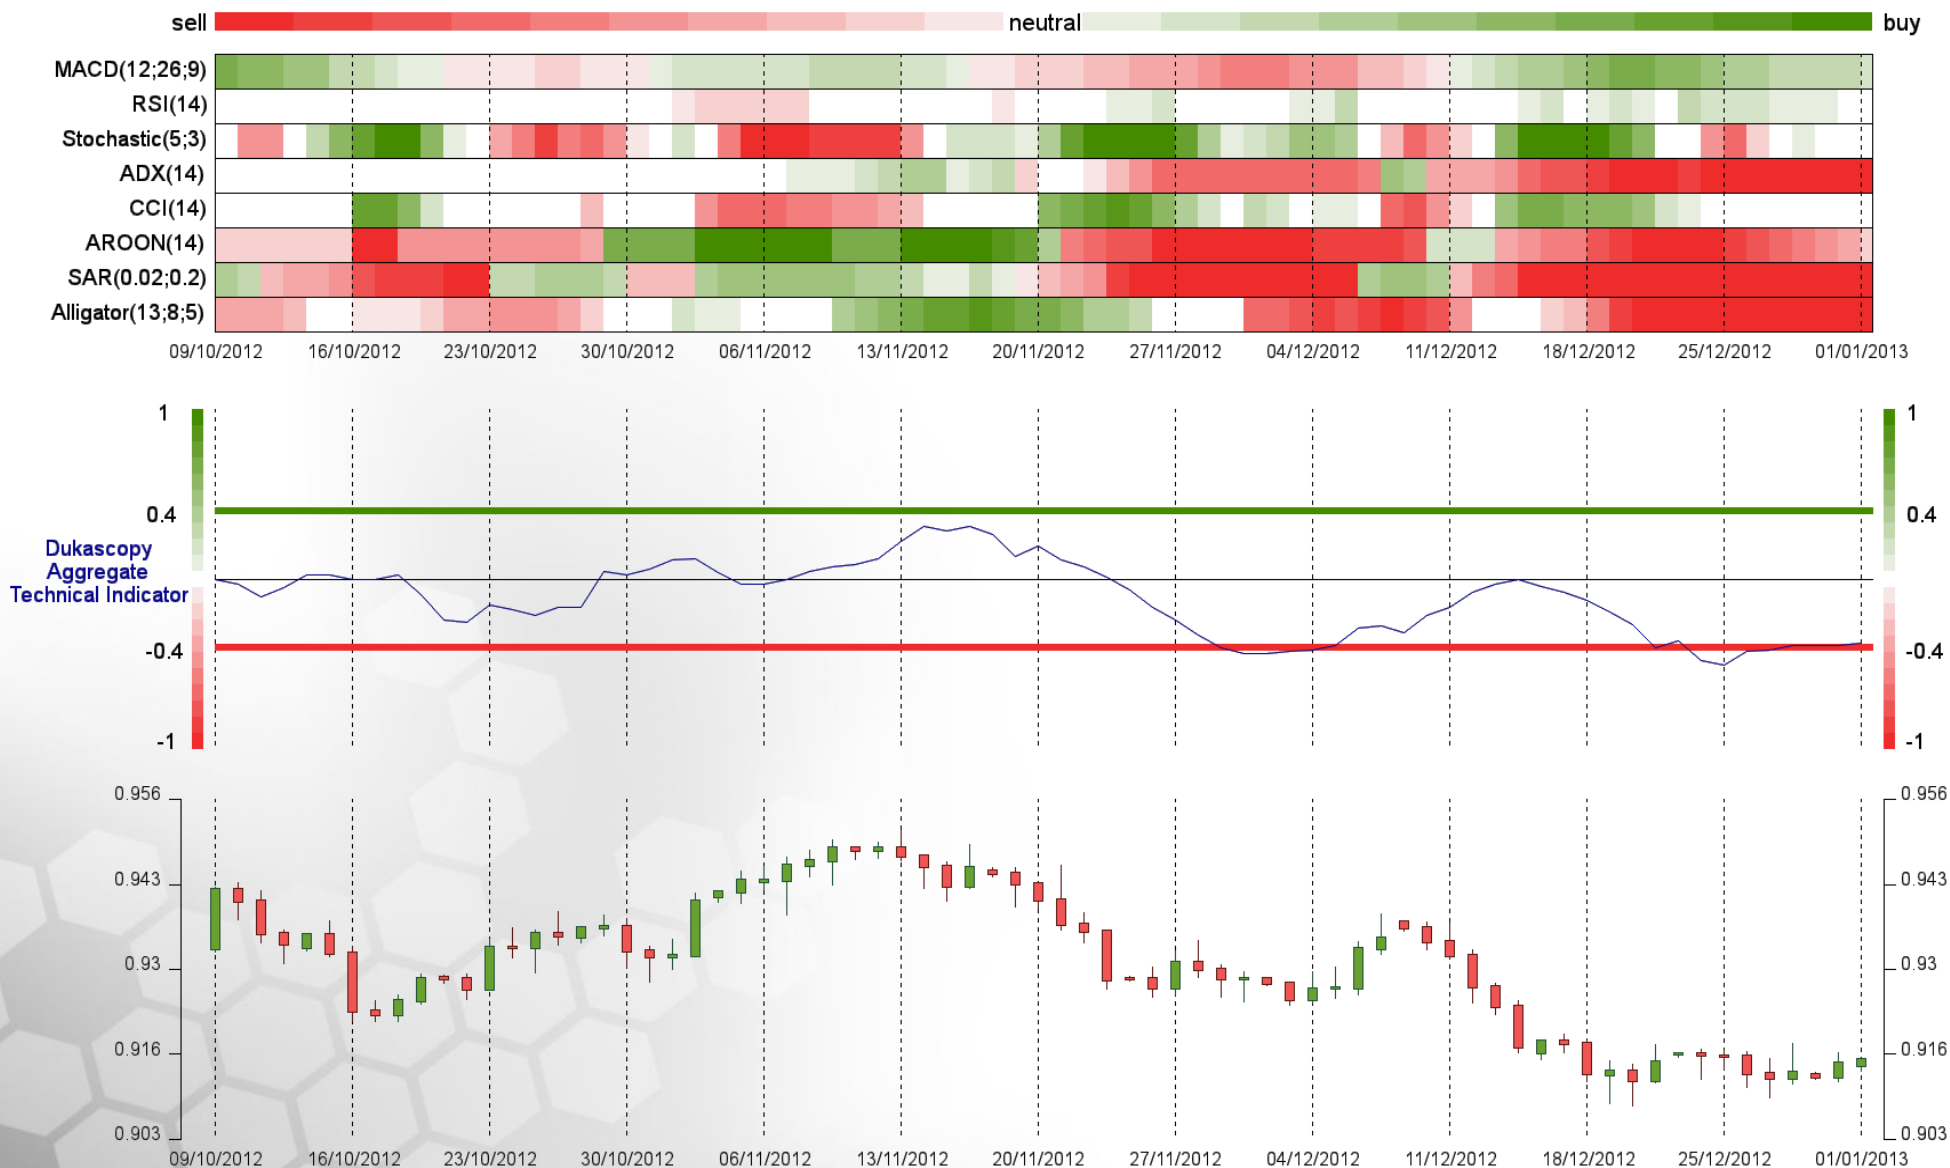 sell neutral buy
MACD(12;26;9)
RSI(14)
Stochastic(5;3)
ADX(14)
CCI(14)
AROON(14)
SAR(0.02;0.2)
Alligator(13;8;5)
09/10/2012 16/10/2012 23/10/2012 30/10/2012 06/11/2012 13/11/2012 20/11/2012 27/11/2012 04/12/2012 11/12/2012 18/12/2012 25/12/2012 01/01/2013
1 1
0.4 0.4
Dukascopy
Aggregate
Technical Indicator
-0.4 -0.4
-1 -1
0.956 0.956
0.943 0.943
0.93 0.93
0.916 0.916
0.903 0.903
09/10/2012 16/10/2012 23/10/2012 30/10/2012 06/11/2012 13/11/2012 20/11/2012 27/11/2012 04/12/2012 11/12/2012 18/12/2012 25/12/2012 01/01/2013